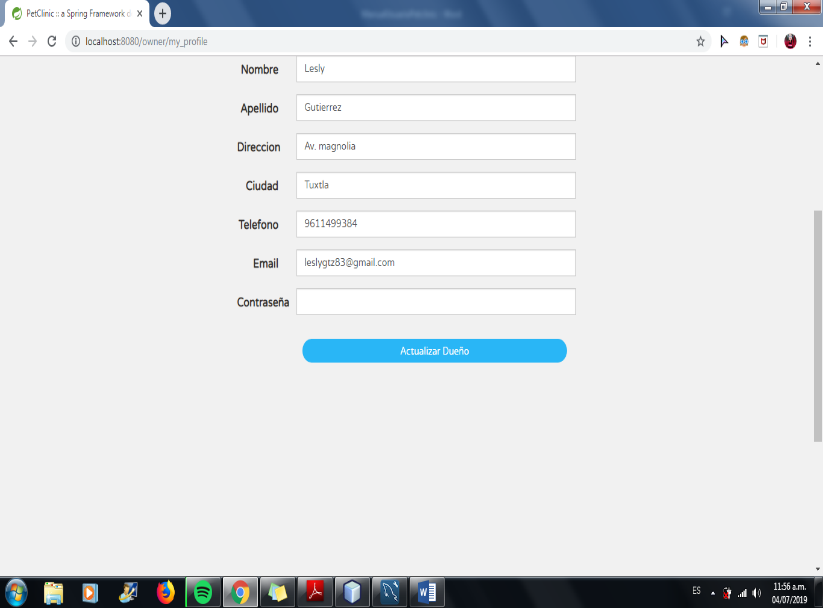 PetClinic :: a Spring Framework d
localhost:8080/owner/my_profile
Nombre Lesly
Apellido Gutierrez
Direccion Av. magnolia
Ciudad Tuxtla
Telefono 9611499384
Email leslygtz83@gmail.com
Contraseña
Actualizar Dueño
ES
11:56 a.m.
04/07/2019